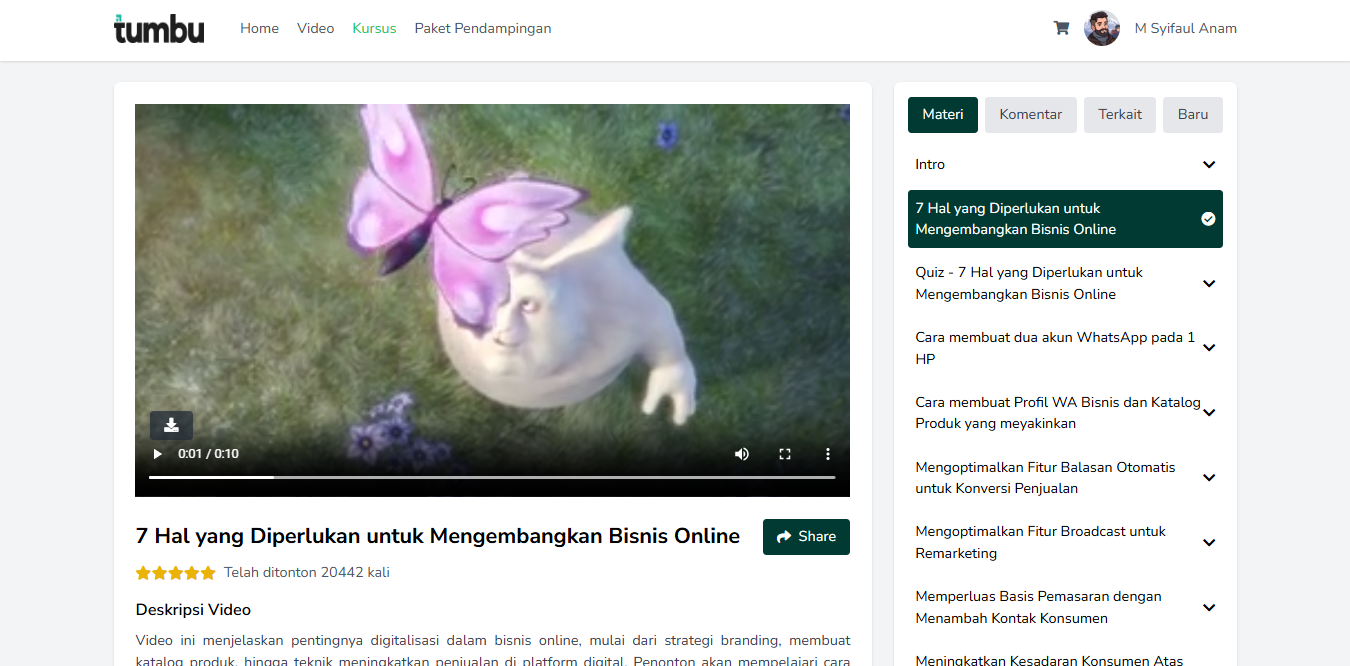 tumbu
Home
Video
Kursus
Paket Pendampingan
M Syifaul Anam
0:01 / 0:10
7 Hal yang Diperlukan untuk Mengembangkan Bisnis Online
Share
Telah ditonton 20442 kali
Deskripsi Video
Video ini menjelaskan pentingnya digitalisasi dalam bisnis online, mulai dari strategi branding, membuat
katalog produk, hingga teknik meningkatkan penjualan di platform digital. Penonton akan mempelajari cara
Materi
Komentar
Terkait
Baru
Intro
7 Hal yang Diperlukan untuk
Mengembangkan Bisnis Online
Quiz - 7 Hal yang Diperlukan untuk
Mengembangkan Bisnis Online
Cara membuat dua akun WhatsApp pada 1
HP
Cara membuat Profil WA Bisnis dan Katalog
Produk yang meyakinkan
Mengoptimalkan Fitur Balasan Otomatis
untuk Konversi Penjualan
Mengoptimalkan Fitur Broadcast untuk
Remarketing
Memperluas Basis Pemasaran dengan
Menambah Kontak Konsumen
Meningkatkan Kesadaran Konsumen Atas